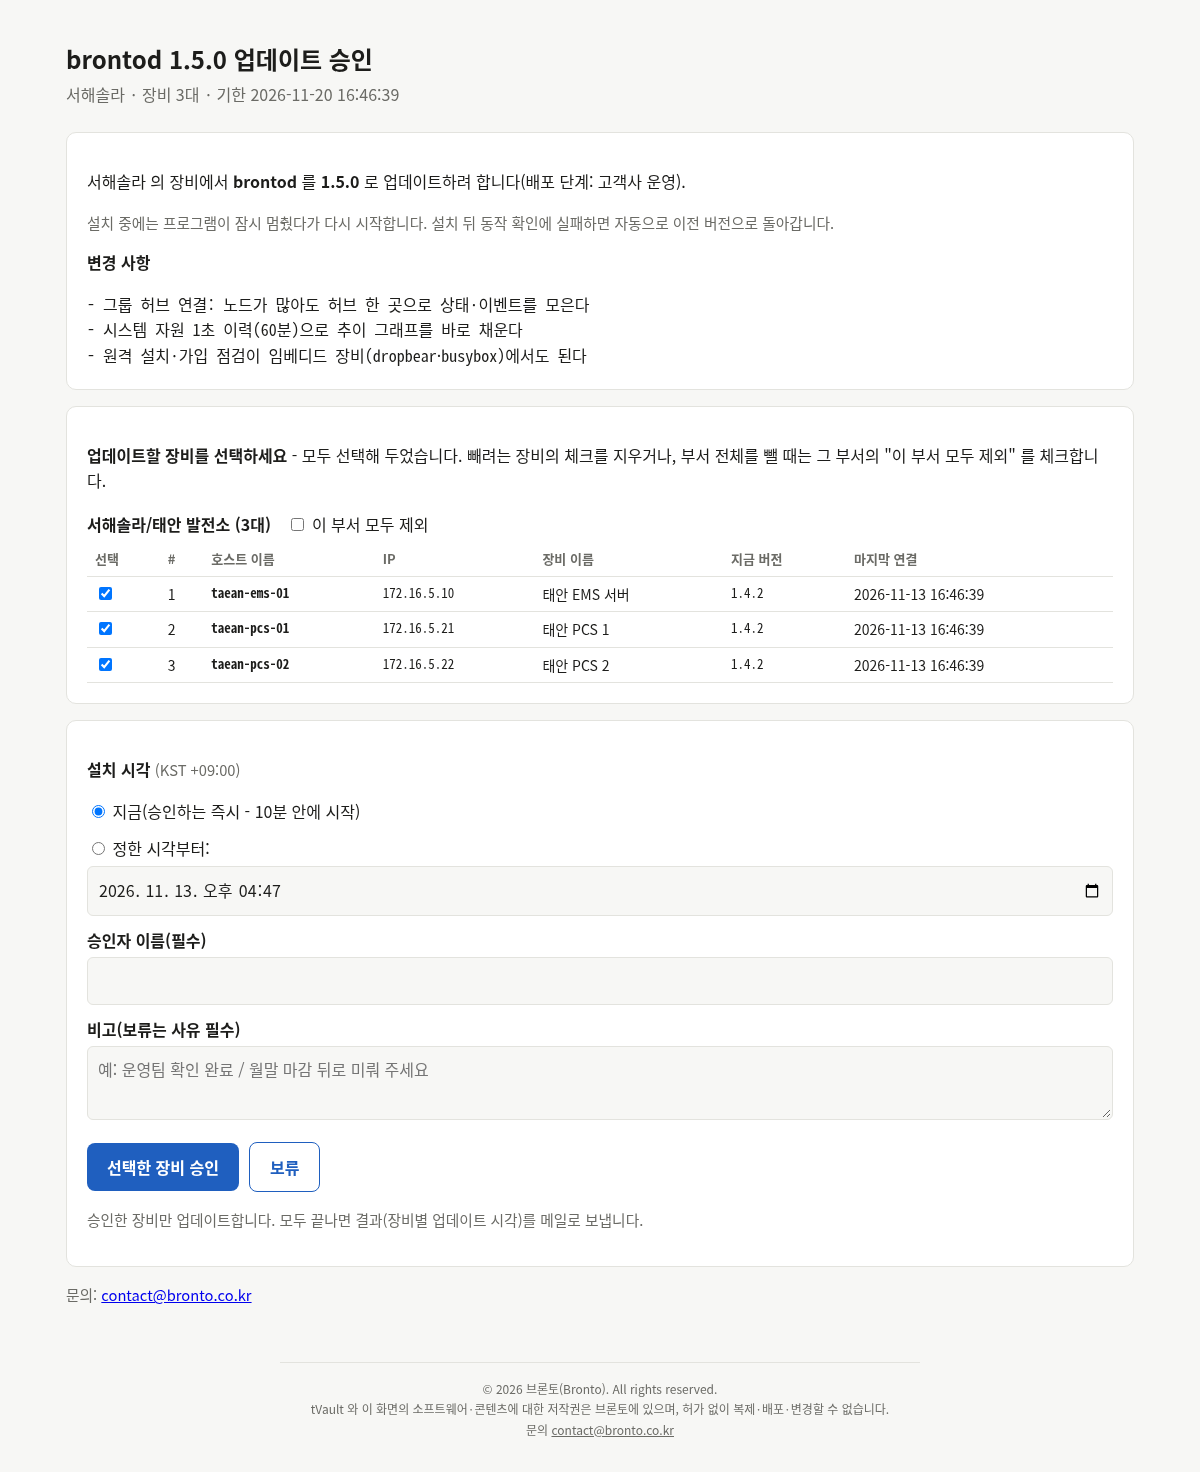 brontod 1.5.0 업데이트 승인
서해솔라 · 장비 3대 · 기한 2026-11-20 16:46:39
서해솔라 의 장비에서 brontod 를 1.5.0 로 업데이트하려 합니다(배포 단계: 고객사 운영).
설치 중에는 프로그램이 잠시 멈췄다가 다시 시작합니다. 설치 뒤 동작 확인에 실패하면 자동으로 이전 버전으로 돌아갑니다.
변경 사항
- 그룹 허브 연결: 노드가 많아도 허브 한 곳으로 상태·이벤트를 모은다
- 시스템 자원 1초 이력(60분)으로 추이 그래프를 바로 채운다
- 원격 설치·가입 점검이 임베디드 장비(dropbear·busybox)에서도 된다
업데이트할 장비를 선택하세요 - 모두 선택해 두었습니다. 빼려는 장비의 체크를 지우거나, 부서 전체를 뺄 때는 그 부서의 "이 부서 모두 제외" 를 체크합니
다.
서해솔라/태안 발전소 (3대) 이 부서 모두 제외
선택 # 호스트 이름 IP 장비 이름 지금 버전 마지막 연결
1 taean-ems-01 172.16.5.10 태안 EMS 서버 1.4.2 2026-11-13 16:46:39
2 taean-pcs-01 172.16.5.21 태안 PCS 1 1.4.2 2026-11-13 16:46:39
3 taean-pcs-02 172.16.5.22 태안 PCS 2 1.4.2 2026-11-13 16:46:39
설치 시각 (KST +09:00)
지금(승인하는 즉시 - 10분 안에 시작)
정한 시각부터:
2026. 11. 13. 오후 04:47
승인자 이름(필수)
비고(보류는 사유 필수)
예: 운영팀 확인 완료 / 월말 마감 뒤로 미뤄 주세요
선택한 장비 승인 보류
승인한 장비만 업데이트합니다. 모두 끝나면 결과(장비별 업데이트 시각)를 메일로 보냅니다.
문의: contact@bronto.co.kr
© 2026 브론토(Bronto). All rights reserved.
tVault 와 이 화면의 소프트웨어·콘텐츠에 대한 저작권은 브론토에 있으며, 허가 없이 복제·배포·변경할 수 없습니다.
문의 contact@bronto.co.kr